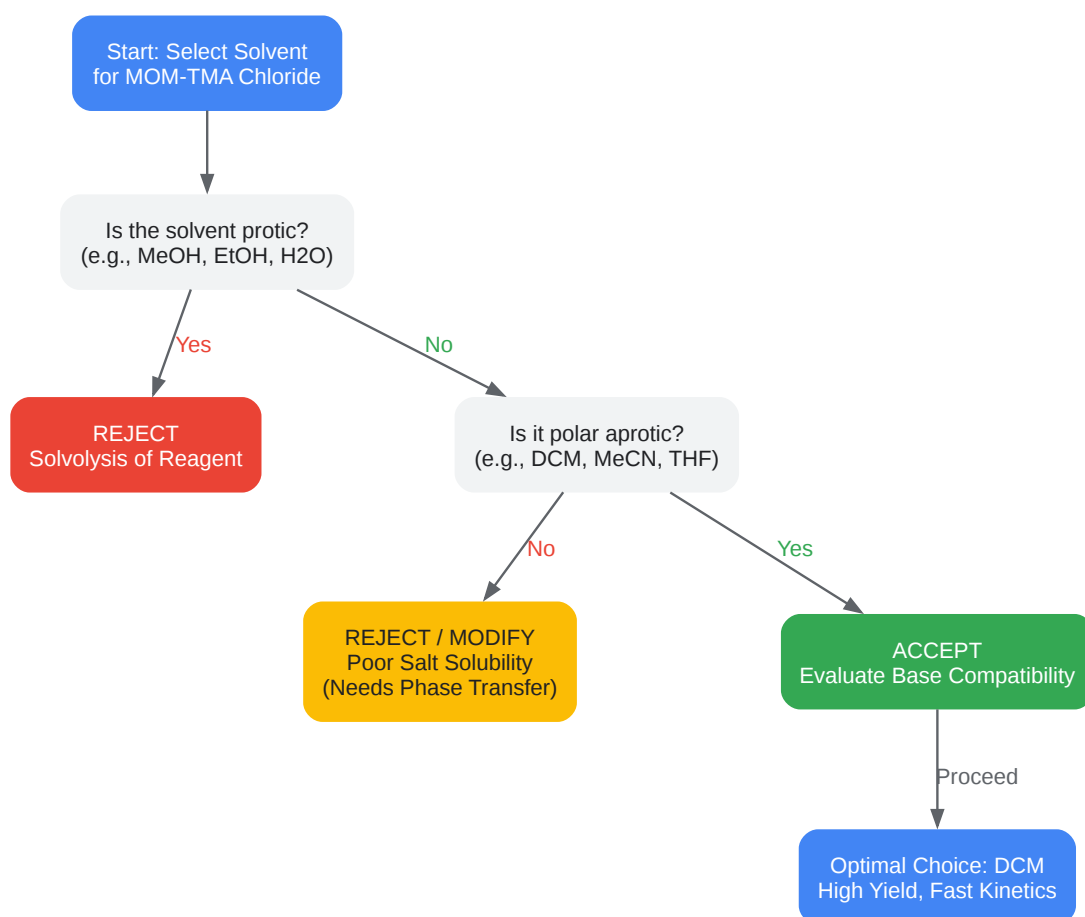 Start: Select Solvent
for MOM-TMA Chloride
Is the solvent protic?
(e.g., MeOH, EtOH, H2O)
Yes
No
REJECT
Solvolysis of Reagent
Is it polar aprotic?
(e.g., DCM, MeCN, THF)
No
Yes
REJECT / MODIFY
Poor Salt Solubility
(Needs Phase Transfer)
ACCEPT
Evaluate Base Compatibility
Proceed
Optimal Choice: DCM
High Yield, Fast Kinetics